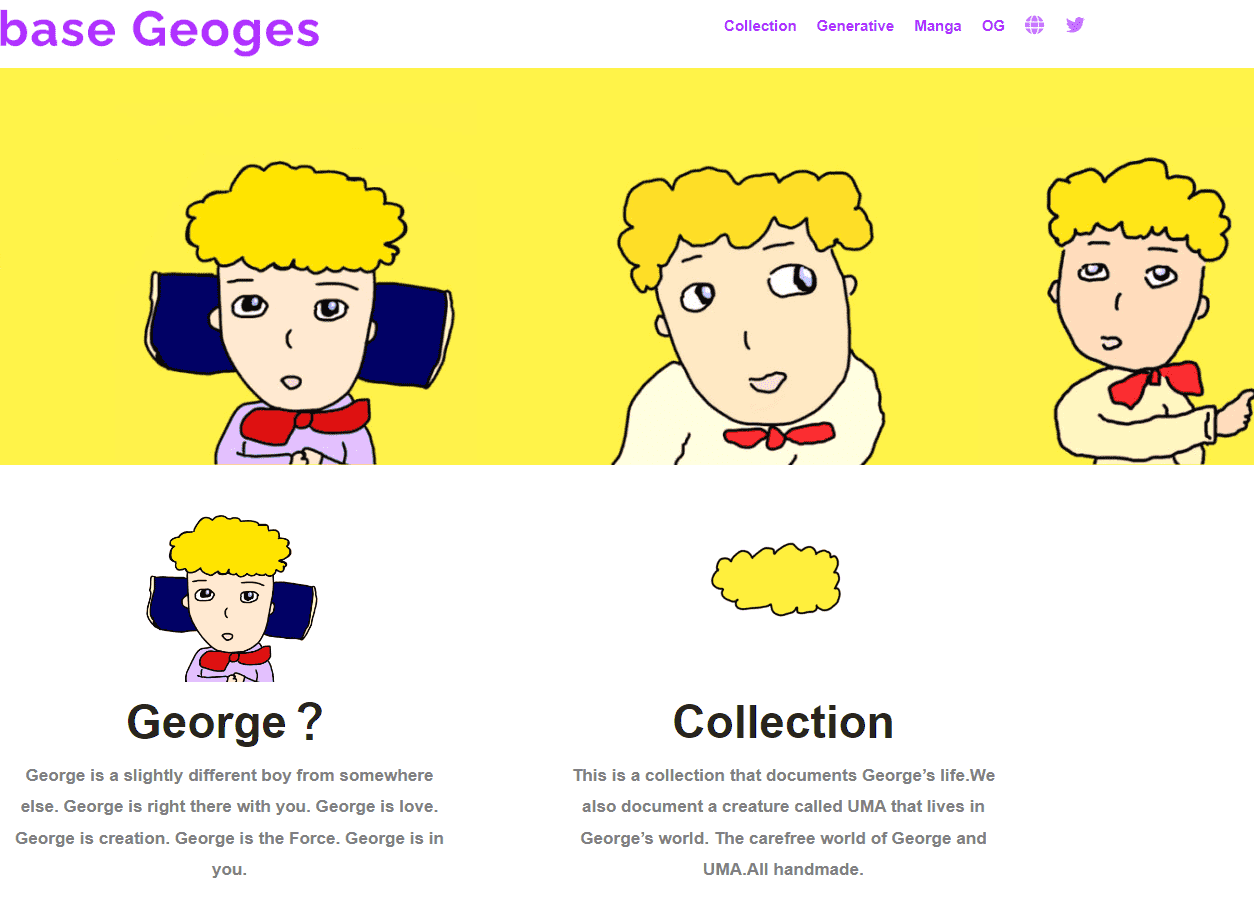 base Geoges
Collection Generative Manga OG
George？
George is a slightly different boy from somewhere
else. George is right there with you. George is love.
George is creation. George is the Force. George is in
you.
Collection
This is a collection that documents George’s life.We
also document a creature called UMA that lives in
George’s world. The carefree world of George and
UMA.All handmade.